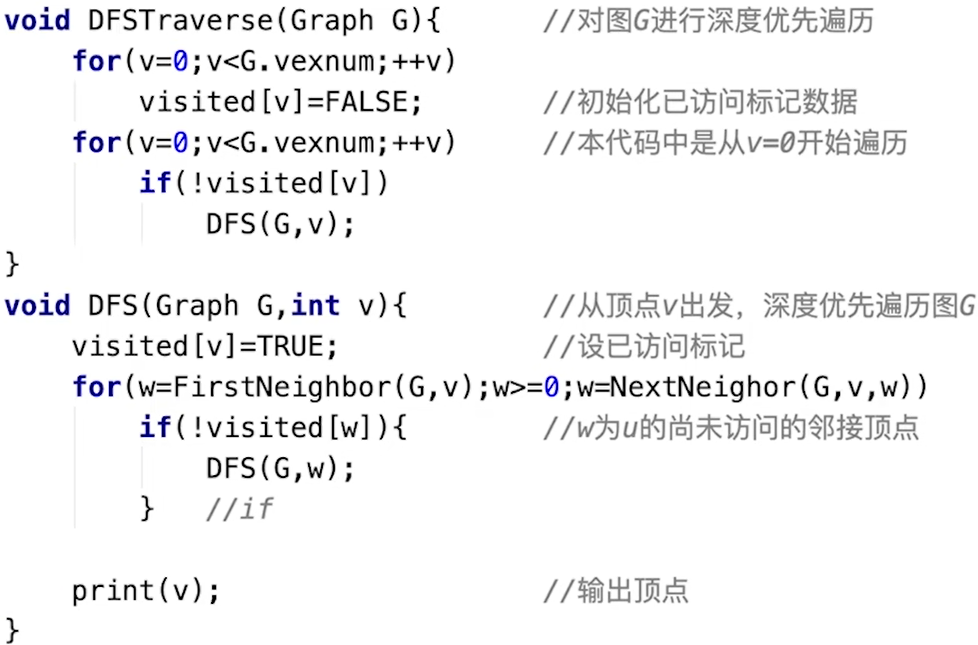 void DFSTraverse(Graph G){ //对图G进行深度优先遍历
for(v=0;v<G.vexnum;++v)
visited[v]=FALSE; //初始化已访问标记数据
for(v=0;v<G.vexnum;++v) //本代码中是从v=0开始遍历
if(!visited[v])
DFS(G,v);
}
void DFS(Graph G,int v){ //从顶点v出发，深度优先遍历图G
visited[v]=TRUE; //设已访问标记
for(w=FirstNeighbor(G,v);w>=0;w=NextNeighor(G,v,w))
if(!visited[w]){ //w为u的尚未访问的邻接顶点
DFS(G,w);
} //if
print(v); //输出顶点
}